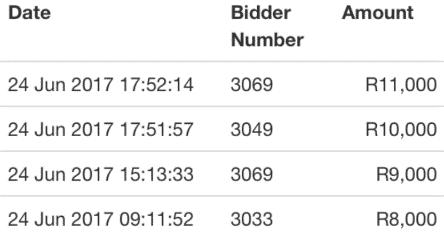 Date Bidder Number Amount
24 Jun 2017 17:52:14 3069 R11,000
24 Jun 2017 17:51:57 3049 R10,000
24 Jun 2017 15:13:33 3069 R9,000
24 Jun 2017 09:11:52 3033 R8,000